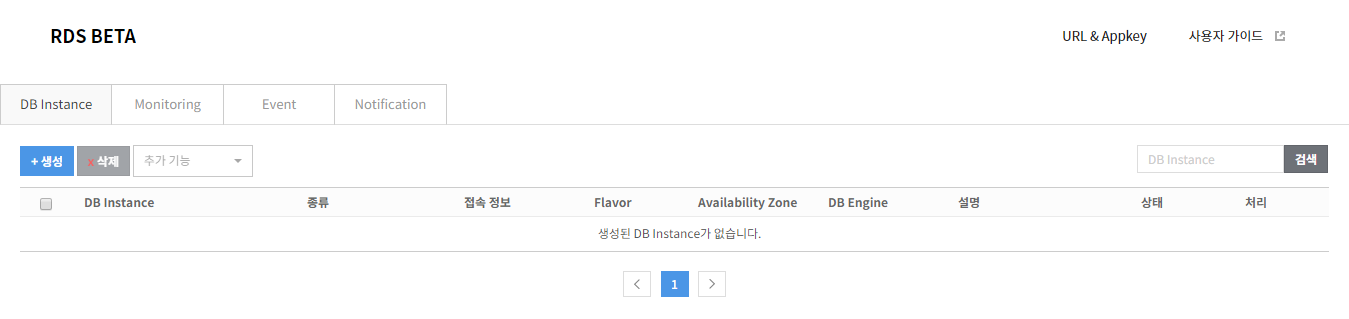 RDS BETA
URL & Appkey 사용자 가이드
DB Instance Monitoring Event Notification
+ 생성 x 삭제 추가 기능 DB Instance 검색
DB Instance 종류 접속 정보 Flavor Availability Zone DB Engine 설명 상태 처리
생성된 DB Instance가 없습니다.
< 1 >